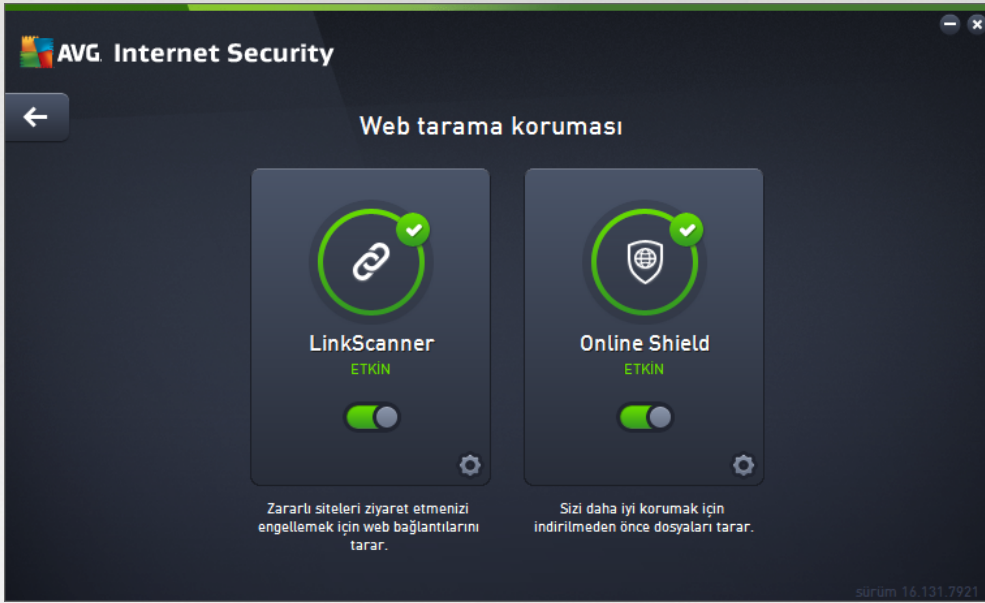 AVG Internet Security
Web tarama koruması
LinkScanner
ETKİN
Zararlı siteleri ziyaret etmenizi
engellemek için web bağlantılarını
tarar.
Online Shield
ETKİN
Sizi daha iyi korumak için
indirilmeden önce dosyaları tarar.
sürüm 16.131.7921